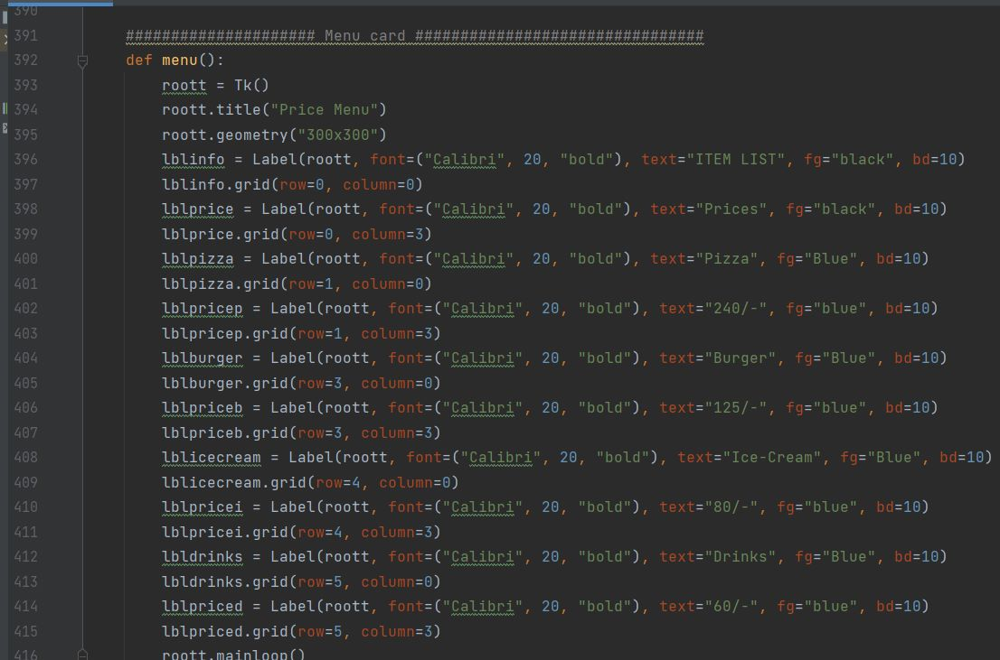 390
391 ##################### Menu card ################################
392 def menu():
393 roott = Tk()
394 roott.title("Price Menu")
395 roott.geometry("300x300")
396 lblinfo = Label(roott, font=("Calibri", 20, "bold"), text="ITEM LIST", fg="black", bd=10)
397 lblinfo.grid(row=0, column=0)
398 lblprice = Label(roott, font=("Calibri", 20, "bold"), text="Prices", fg="black", bd=10)
399 lblprice.grid(row=0, column=3)
400 lblpizza = Label(roott, font=("Calibri", 20, "bold"), text="Pizza", fg="Blue", bd=10)
401 lblpizza.grid(row=1, column=0)
402 lblpricep = Label(roott, font=("Calibri", 20, "bold"), text="240/-", fg="blue", bd=10)
403 lblpricep.grid(row=1, column=3)
404 lblburger = Label(roott, font=("Calibri", 20, "bold"), text="Burger", fg="Blue", bd=10)
405 lblburger.grid(row=3, column=0)
406 lblpriceb = Label(roott, font=("Calibri", 20, "bold"), text="125/-", fg="blue", bd=10)
407 lblpriceb.grid(row=3, column=3)
408 lblicecream = Label(roott, font=("Calibri", 20, "bold"), text="Ice-Cream", fg="Blue", bd=10)
409 lblicecream.grid(row=4, column=0)
410 lblpricei = Label(roott, font=("Calibri", 20, "bold"), text="80/-", fg="blue", bd=10)
411 lblpricei.grid(row=4, column=3)
412 lbldrinks = Label(roott, font=("Calibri", 20, "bold"), text="Drinks", fg="Blue", bd=10)
413 lbldrinks.grid(row=5, column=0)
414 lblpriced = Label(roott, font=("Calibri", 20, "bold"), text="60/-", fg="blue", bd=10)
415 lblpriced.grid(row=5, column=3)
416 roott.mainloop()